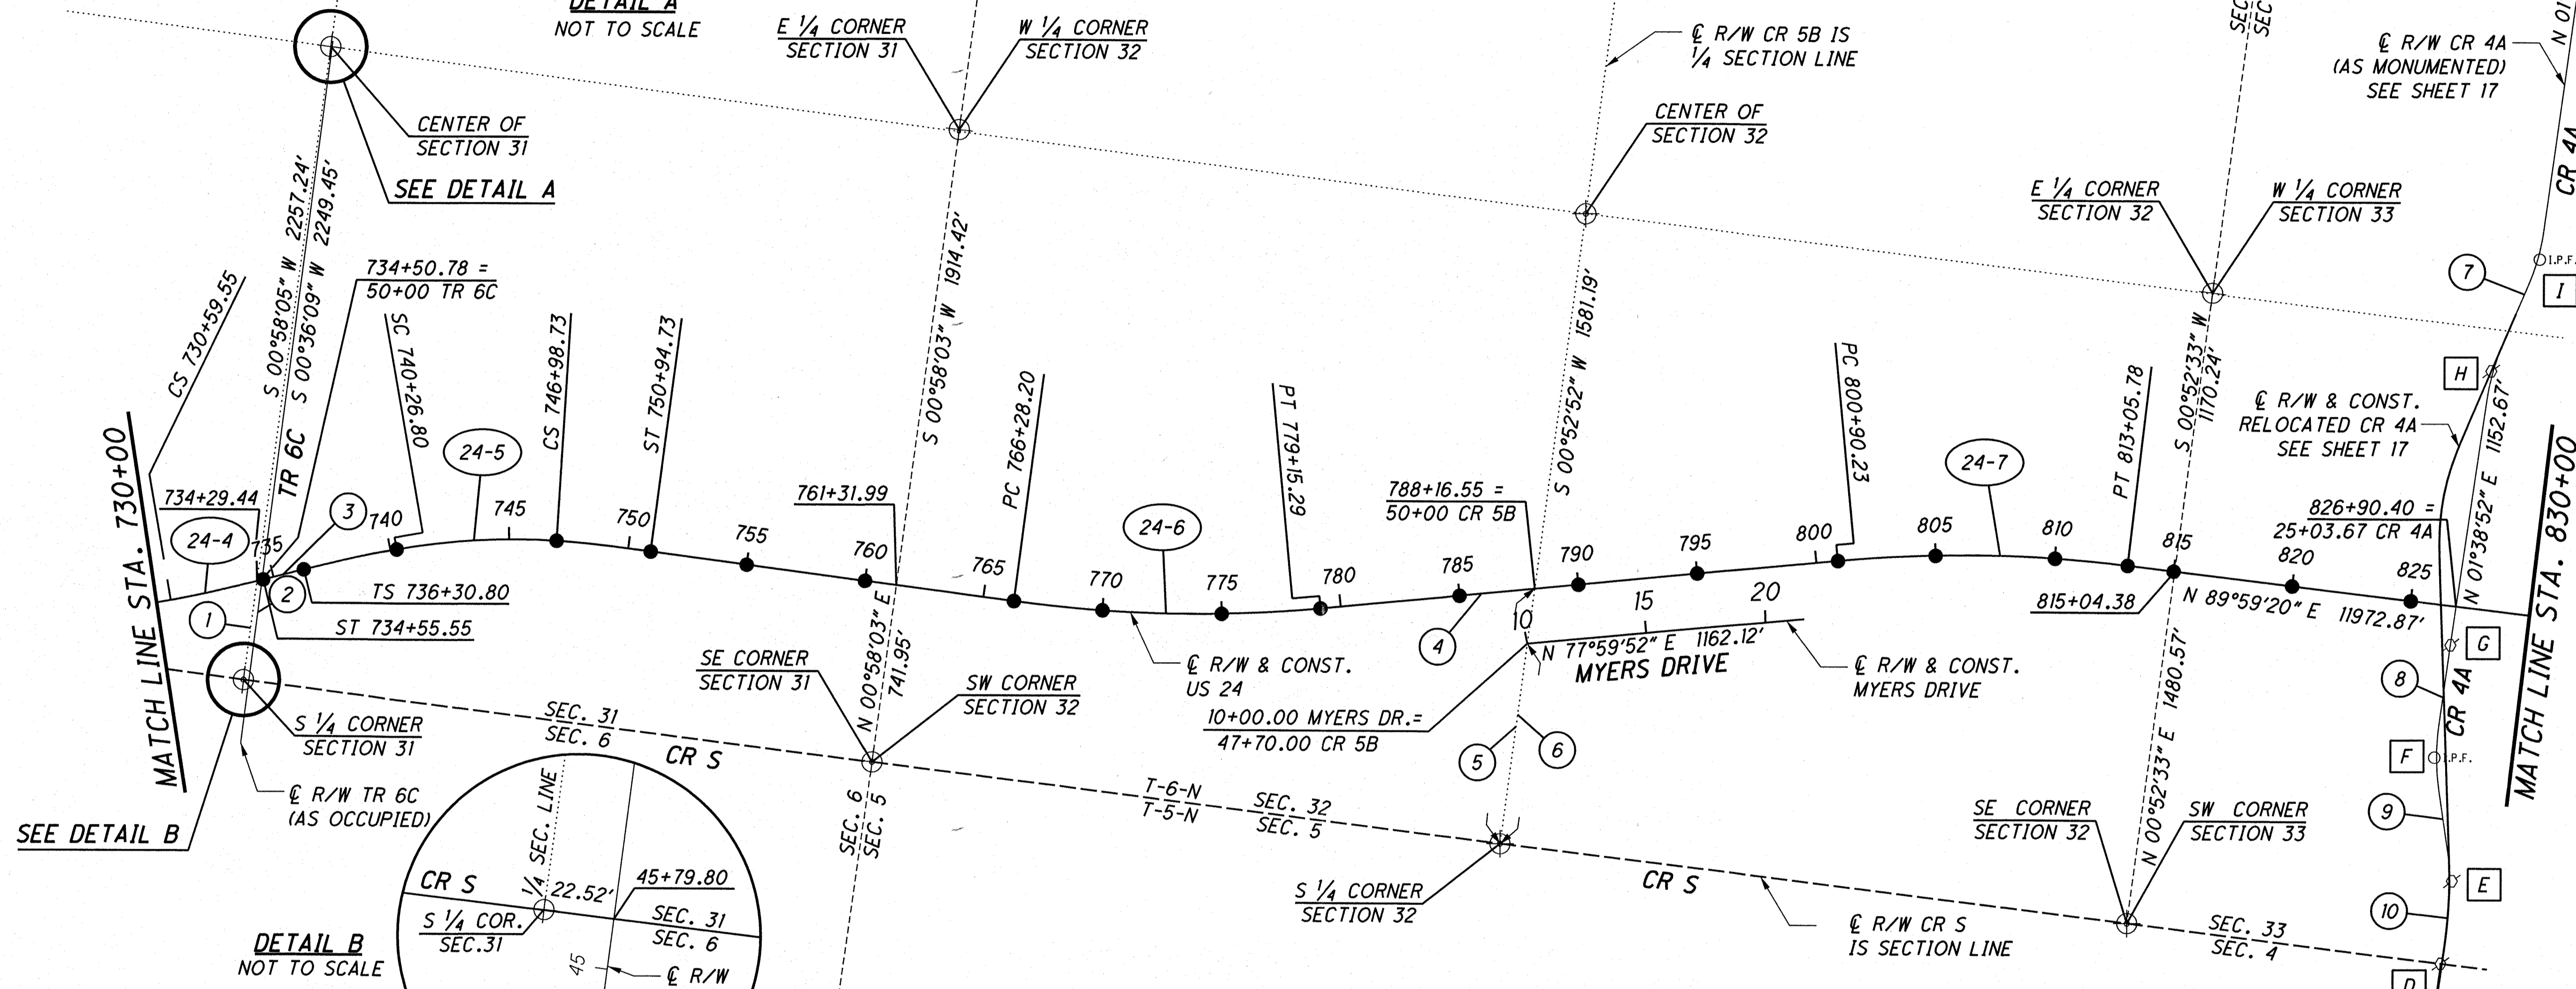 DETAIL A
NOT TO SCALE
E 1/4 CORNER
SECTION 31
W 1/4 CORNER
SECTION 32
℄ R/W CR 5B IS
1/4 SECTION LINE
SEC
SEC
℄ R/W CR 4A
(AS MONUMENTED)
SEE SHEET 17
N 01
CR 4A
CENTER OF
SECTION 31
SEE DETAIL A
CENTER OF
SECTION 32
E 1/4 CORNER
SECTION 32
W 1/4 CORNER
SECTION 33
7
I.P.F.
I
S 00°58'05" W 2257.24'
S 00°36'09" W 2249.45'
TR 6C
734+50.78 =
50+00 TR 6C
CS 730+59.55
SC 740+26.80
CS 746+98.73
ST 750+94.73
S 00°58'03" W 1914.42'
PC 766+28.20
PT 779+15.29
S 00°52'52" W 1581.19'
PC 800+90.23
PT 813+05.78
S 00°52'33" W
1170.24'
H
℄ R/W & CONST.
RELOCATED CR 4A
SEE SHEET 17
N 01°38'52" E 1152.67'
MATCH LINE STA. 730+00
MATCH LINE STA. 830+00
734+29.44
24-4
3
24-5
761+31.99
24-6
788+16.55 =
50+00 CR 5B
24-7
826+90.40 =
25+03.67 CR 4A
735
740
745
750
755
760
765
770
775
780
785
790
795
800
805
810
815
820
825
1
2
TS 736+30.80
ST 734+55.55
4
10
15
20
815+04.38
N 89°59'20" E 11972.87'
N 77°59'52" E 1162.12'
MYERS DRIVE
℄ R/W & CONST.
MYERS DRIVE
℄ R/W & CONST.
US 24
N 00°58'03" E
741.95'
SE CORNER
SECTION 31
SW CORNER
SECTION 32
10+00.00 MYERS DR.=
47+70.00 CR 5B
5
6
G
8
CR 4A
F
I.P.F.
9
E
10
D
S 1/4 CORNER
SECTION 31
SEC. 31
SEC. 6
CR S
℄ R/W TR 6C
(AS OCCUPIED)
SEE DETAIL B
SEC. 6
SEC. 5
T-6-N
T-5-N
SEC. 32
SEC. 5
N 00°52'33" E 1480.57'
SE CORNER
SECTION 32
SW CORNER
SECTION 33
S 1/4 CORNER
SECTION 32
CR S
℄ R/W CR S
IS SECTION LINE
SEC. 33
SEC. 4
1/4 SEC. LINE
CR S
22.52'
45+79.80
S 1/4 COR.
SEC.31
SEC. 31
SEC. 6
45
℄ R/W
DETAIL B
NOT TO SCALE